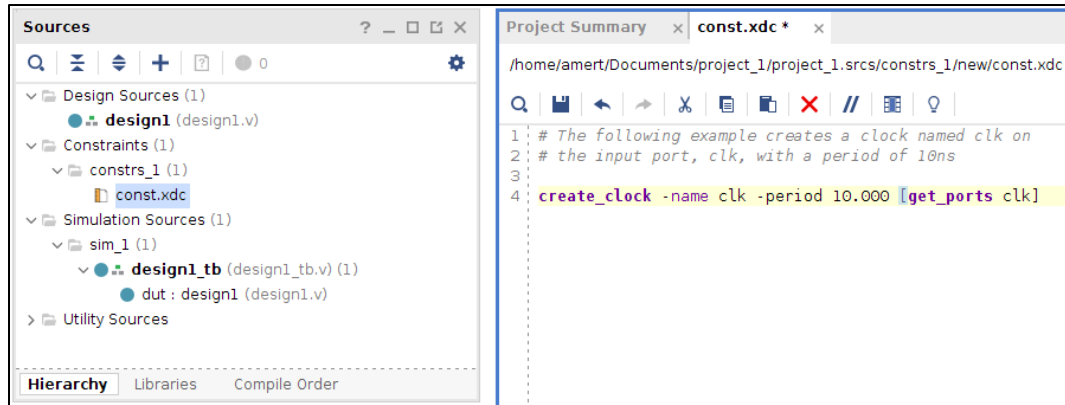 Sources
? _
0
Design Sources (1)
design1 (design1.v)
Constraints (1)
constrs_1 (1)
const.xdc
Simulation Sources (1)
sim_1 (1)
design1_tb (design1_tb.v) (1)
dut : design1 (design1.v)
Utility Sources
Hierarchy Libraries Compile Order
Project Summary × const.xdc * ×
/home/amert/Documents/project_1/project_1.srcs/constrs_1/new/const.xdc
1 # The following example creates a clock named clk on
2 # the input port, clk, with a period of 10ns
3
4 create_clock -name clk -period 10.000 [get_ports clk]